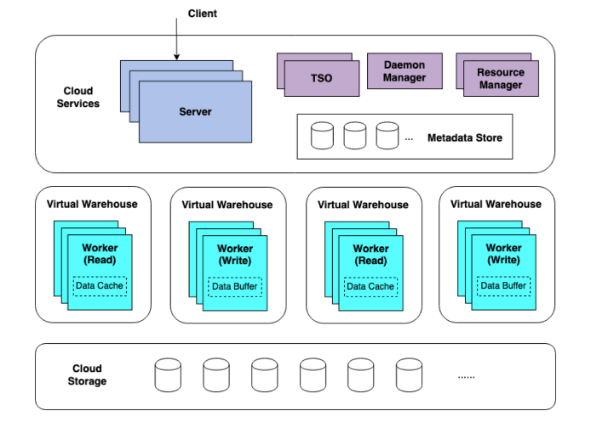 Client
Cloud
Services
Server
TSO
Daemon
Manager
Resource
Manager
... Metadata Store
Virtual Warehouse
Worker
(Read)
Data Cache
Virtual Warehouse
Worker
(Write)
Data Buffer
Virtual Warehouse
Worker
(Read)
Data Cache
Virtual Warehouse
Worker
(Write)
Data Buffer
Cloud
Storage
......